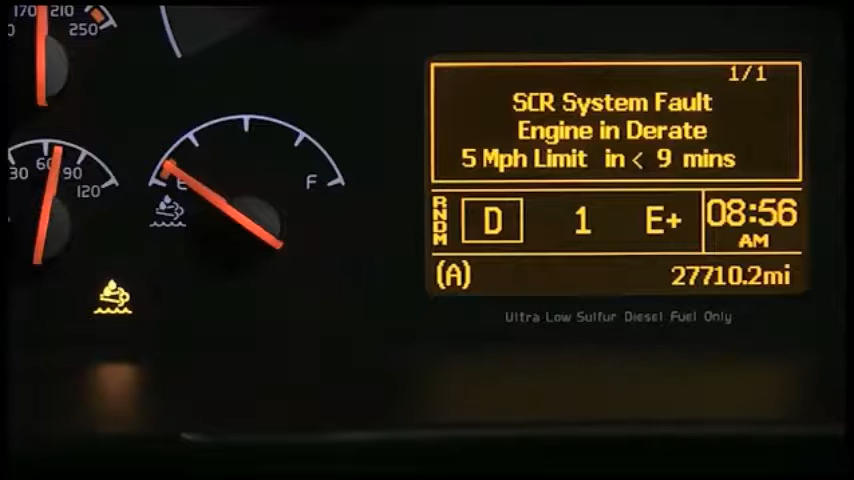 170 210
0 250
30 60 90
120
E F
1/1
SCR System Fault
Engine in Derate
5 Mph Limit in < 9 mins
RNDM D 1 E+ 08:56
AM
(A) 27710.2mi
Ultra Low Sulfur Diesel Fuel Only